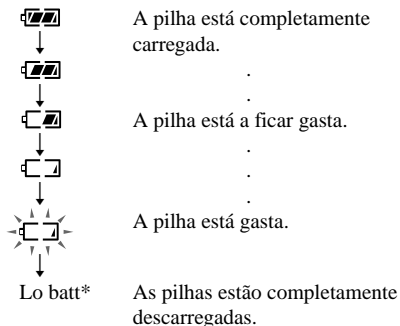 A pilha está completamente
carregada.
.
.
A pilha está a ficar gasta.
.
.
.
A pilha está gasta.
Lo batt* As pilhas estão completamente
descarregadas.